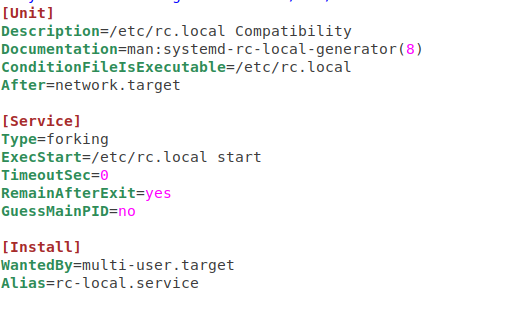 [Unit]
Description=/etc/rc.local Compatibility
Documentation=man:systemd-rc-local-generator(8)
ConditionFileIsExecutable=/etc/rc.local
After=network.target
[Service]
Type=forking
ExecStart=/etc/rc.local start
TimeoutSec=0
RemainAfterExit=yes
GuessMainPID=no
[Install]
WantedBy=multi-user.target
Alias=rc-local.service